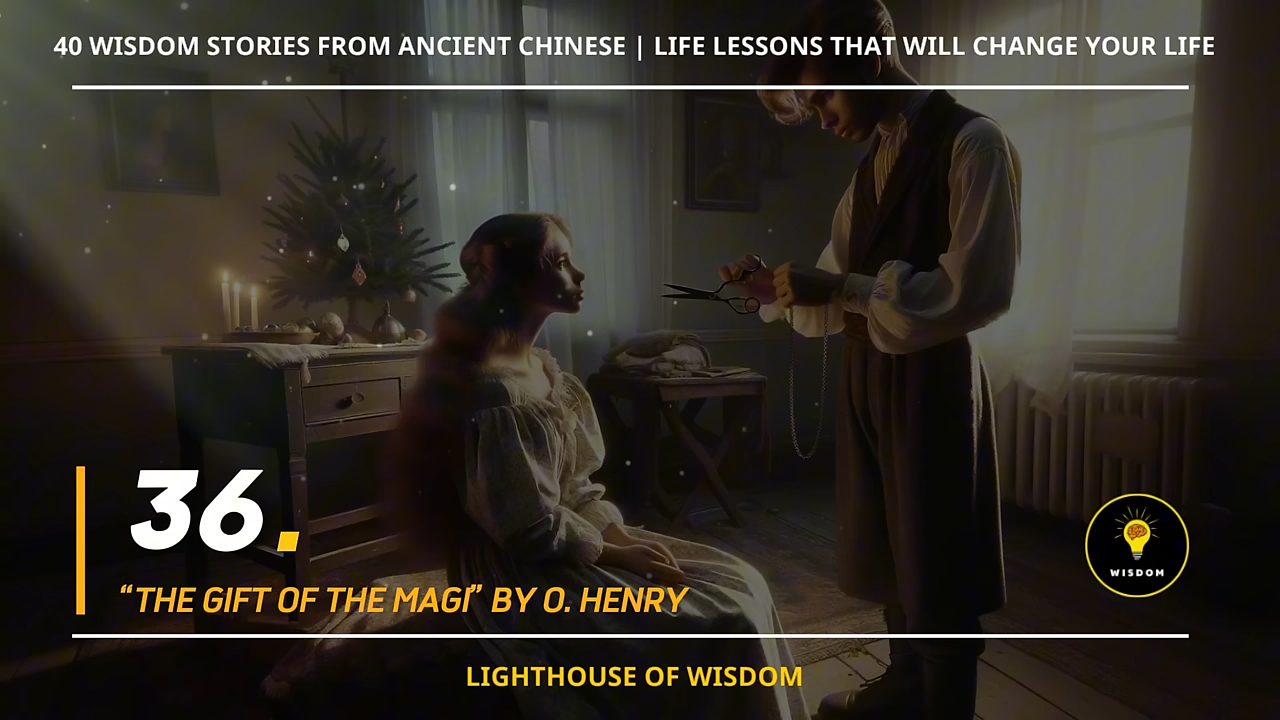 40 WISDOM STORIES FROM ANCIENT CHINESE | LIFE LESSONS THAT WILL CHANGE YOUR LIFE
36.
“THE GIFT OF THE MAGI” BY O. HENRY
WISDOM
LIGHTHOUSE OF WISDOM